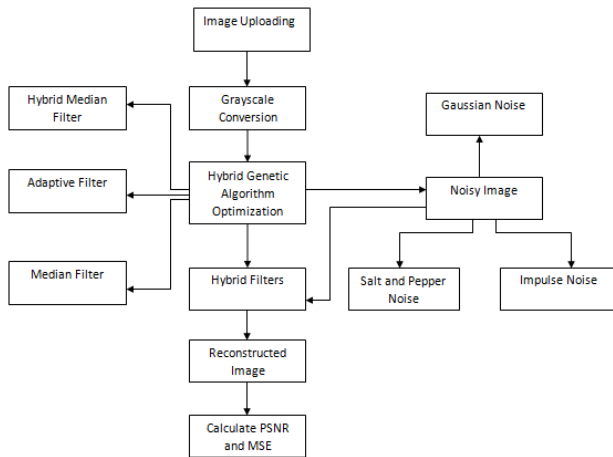 Image Uploading
Hybrid Median
Filter
Grayscale
Conversion
Gaussian Noise
Adaptive Filter
Hybrid Genetic
Algorithm
Optimization
Noisy Image
Median Filter
Hybrid Filters
Salt and Pepper
Noise
Impulse Noise
Reconstructed
Image
Calculate PSNR
and MSE